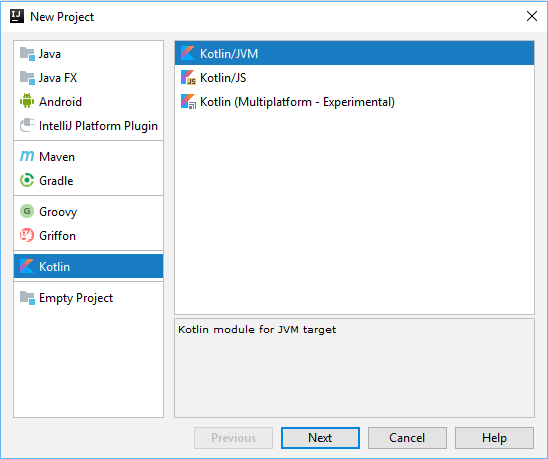 New Project
Java
Java FX
Android
IntelliJ Platform Plugin
Maven
Gradle
Groovy
Griffon
Kotlin
Empty Project
Kotlin/JVM
Kotlin/JS
Kotlin (Multiplatform - Experimental)
Kotlin module for JVM target
Previous
Next
Cancel
Help